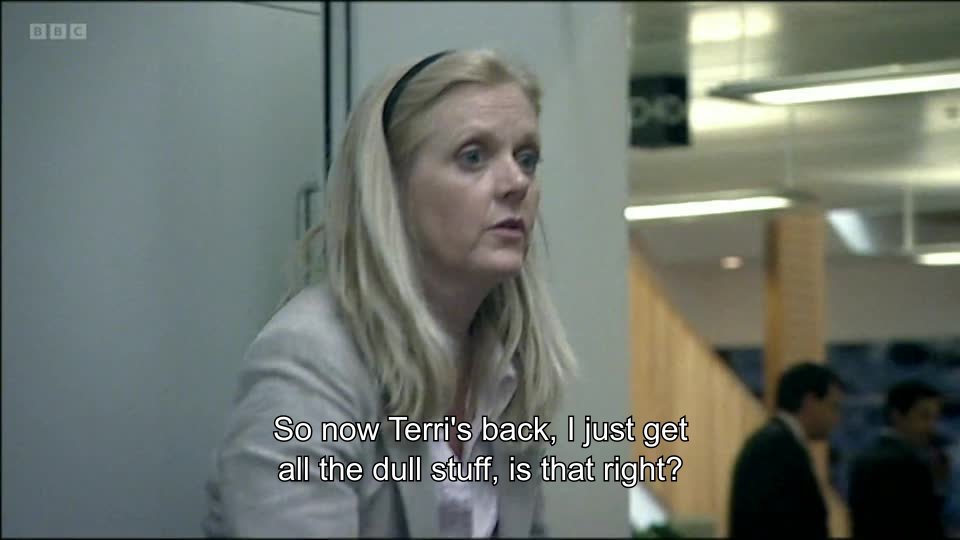 BBC
So now Terri's back, I just get
all the dull stuff, is that right?